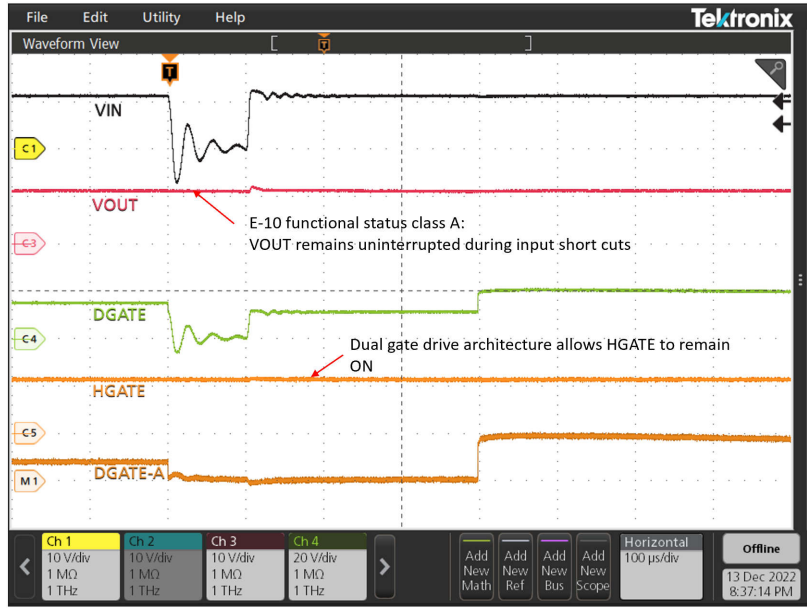 File Edit Utility Help
Tektronix
Waveform View
T
T
VIN
C1
VOUT
E-10 functional status class A:
VOUT remains uninterrupted during input short cuts
C3
DGATE
C4
Dual gate drive architecture allows HGATE to remain
ON
HGATE
C5
DGATE-A
M1
Ch 1
10 V/div
1 MΩ
1 THz
Ch 2
10 V/div
1 MΩ
1 THz
Ch 3
10 V/div
1 MΩ
1 THz
Ch 4
20 V/div
1 MΩ
1 THz
Add
New
Math
Add
New
Ref
Add
New
Bus
Add
New
Scope
Horizontal
100 µs/div
Offline
13 Dec 2022
8:37:14 PM